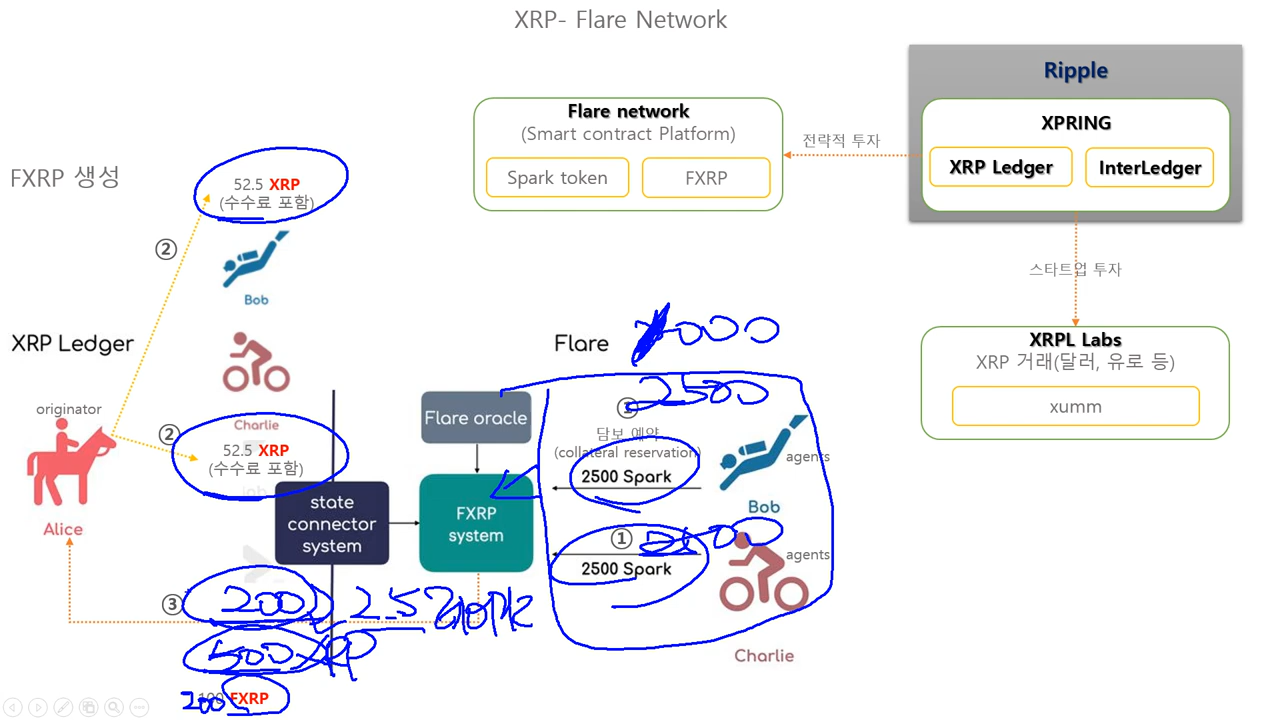 XRP- Flare Network
Ripple
XPRING
XRP Ledger
InterLedger
전략적 투자
Flare network
(Smart contract Platform)
Spark token
FXRP
스타트업 투자
XRPL Labs
XRP 거래(달러, 유로 등)
xumm
FXRP 생성
52.5 XRP
(수수료 포함)
②
Bob
XRP Ledger
Charlie
originator
②
52.5 XRP
(수수료 포함)
Alice
state
connector
system
Flare oracle
FXRP
system
Flare
000
2500
①
담보 예약
(collateral reservation)
2500 Spark
agents
Bob
①
2500 Spark
agents
Charlie
③
200
2.5
500XRP
200
FXRP